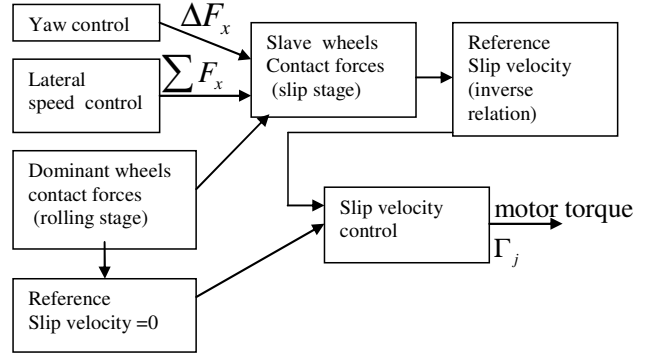 Yaw control
ΔF_x
Lateral
speed control
∑ F_x
Slave wheels
Contact forces
(slip stage)
Reference
Slip velocity
(inverse
relation)
Dominant wheels
contact forces
(rolling stage)
Slip velocity
control
motor torque
Γ_j
Reference
Slip velocity =0